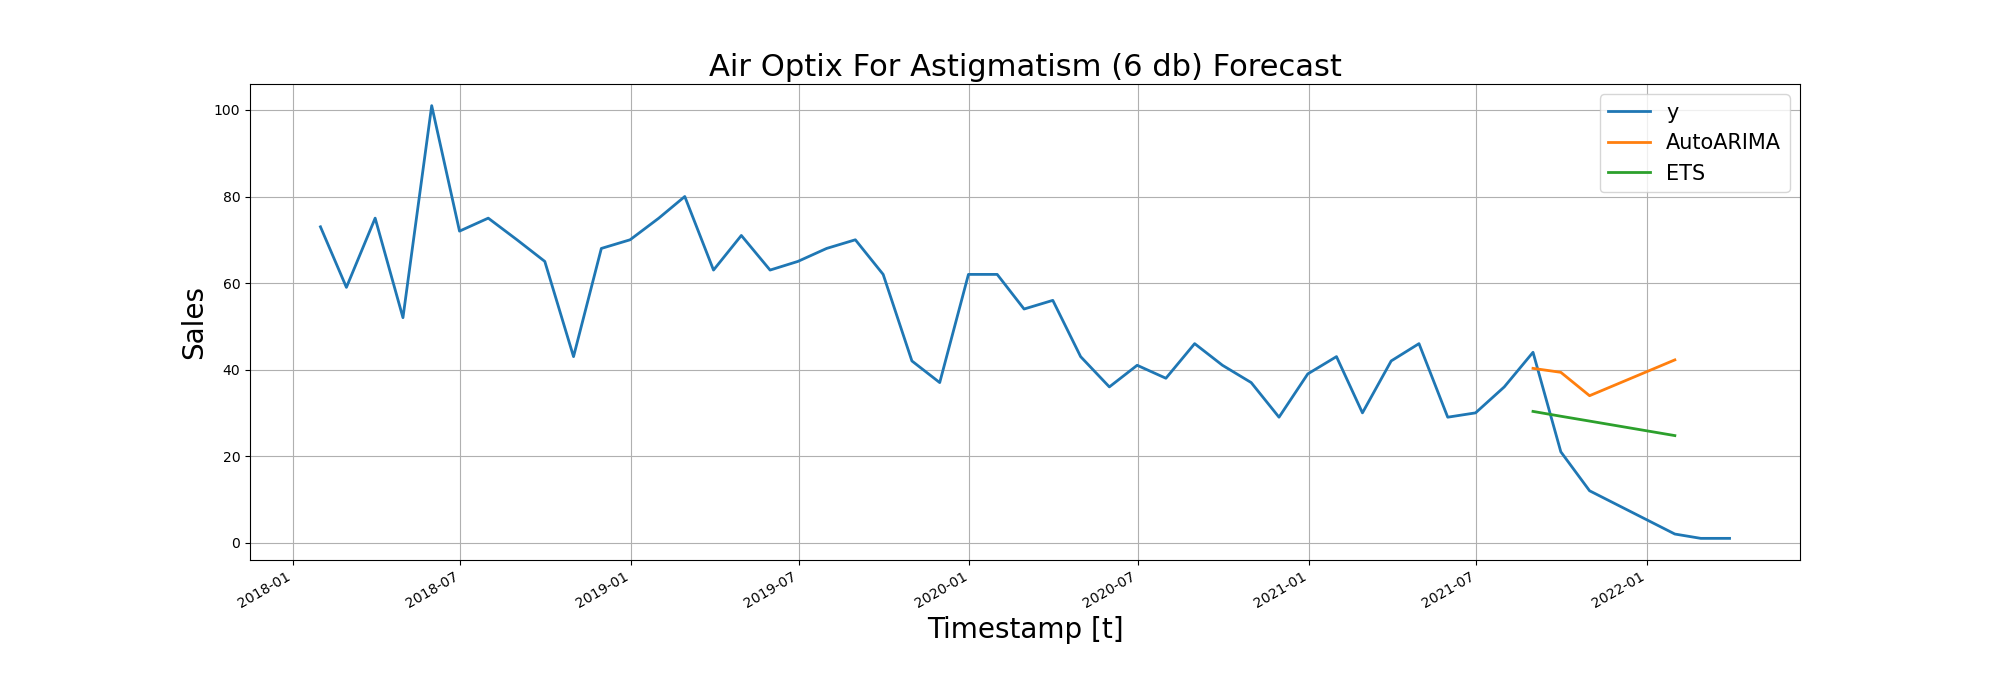 Air Optix For Astigmatism (6 db) Forecast
y
AutoARIMA
ETS
100
80
60
40
20
0
Sales
2018-01
2018-07
2019-01
2019-07
2020-01
2020-07
2021-01
2021-07
2022-01
Timestamp [t]